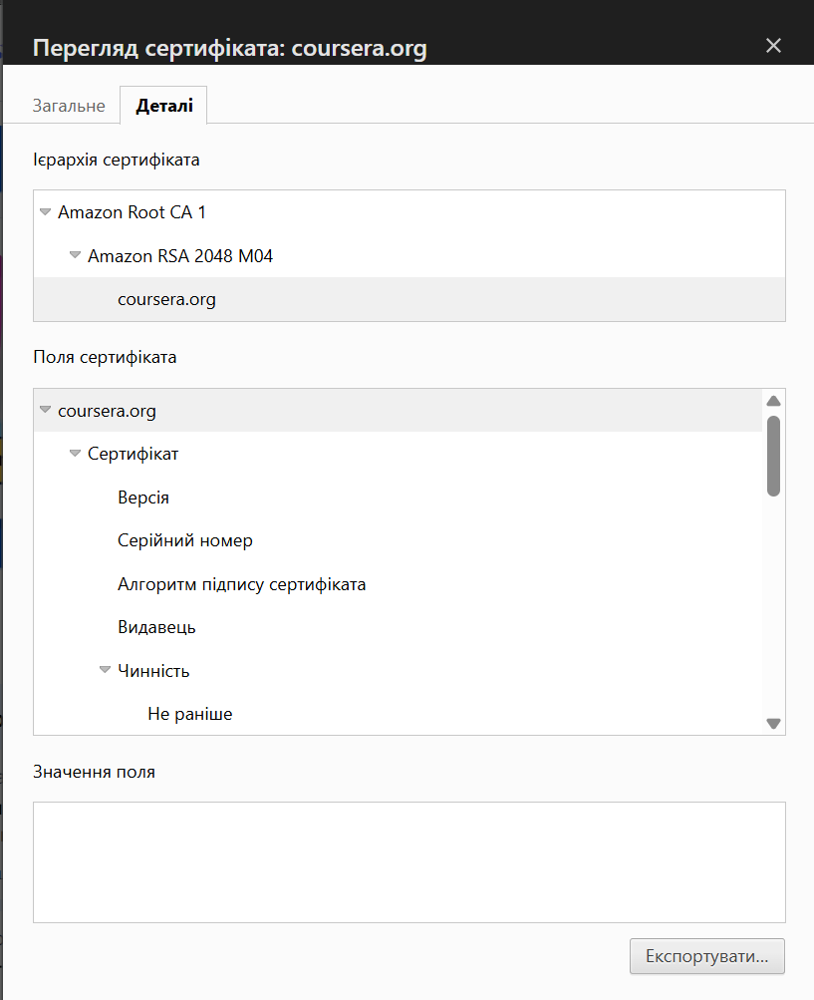 Перегляд сертифіката: coursera.org
Загальне
Деталі
Ієрархія сертифіката
Amazon Root CA 1
Amazon RSA 2048 M04
coursera.org
Поля сертифіката
coursera.org
Сертифікат
Версія
Серійний номер
Алгоритм підпису сертифіката
Видавець
Чинність
Не раніше
Значення поля
Експортувати...